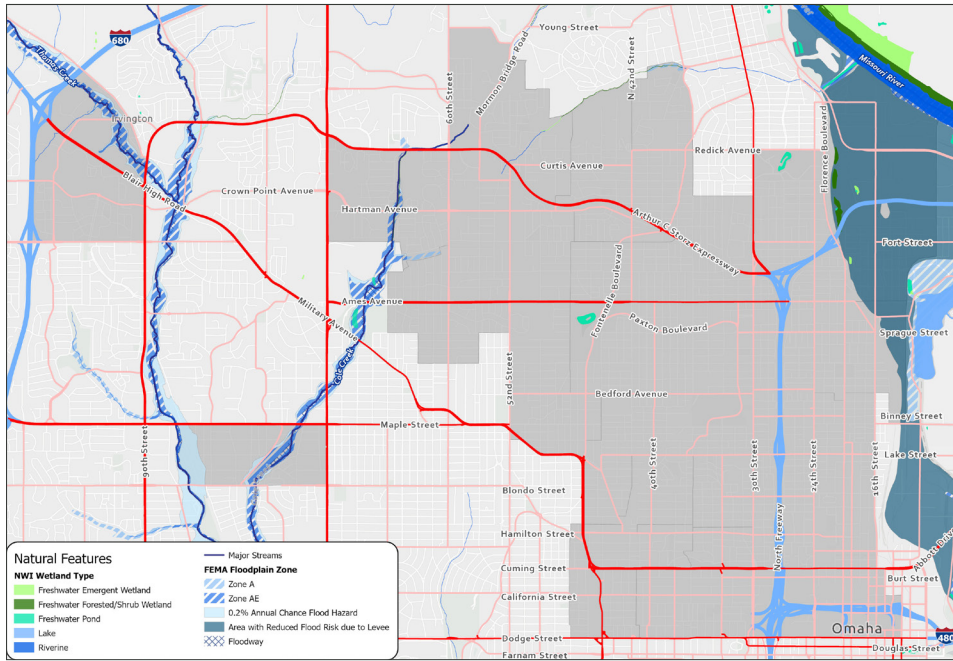 Young Street
680
Thomey Creek
60th Street
Mormon Bridge Road
N 42nd Street
Missouri River
Irvington
Redick Avenue
Florence Boulevard
Curtis Avenue
Blair High Road
Crown Point Avenue
Hartman Avenue
Arthur C Storz Expressway
Fort Street
Fontenelle Boulevard
Ames Avenue
Military Avenue
Paxton Boulevard
Sprague Street
Cole Creek
52nd Street
Bedford Avenue
Binney Street
90th Street
Maple Street
40th Street
30th Street
24th Street
16th Street
Lake Street
Blondo Street
Hamilton Street
North Freeway
Abbott Drive
Cuming Street
Burt Street
California Street
Omaha
480
Dodge Street
Douglas Street
Farnam Street
Natural Features
NWI Wetland Type
Freshwater Emergent Wetland
Freshwater Forested/Shrub Wetland
Freshwater Pond
Lake
Riverine
Major Streams
FEMA Floodplain Zone
Zone A
Zone AE
0.2% Annual Chance Flood Hazard
Area with Reduced Flood Risk due to Levee
Floodway